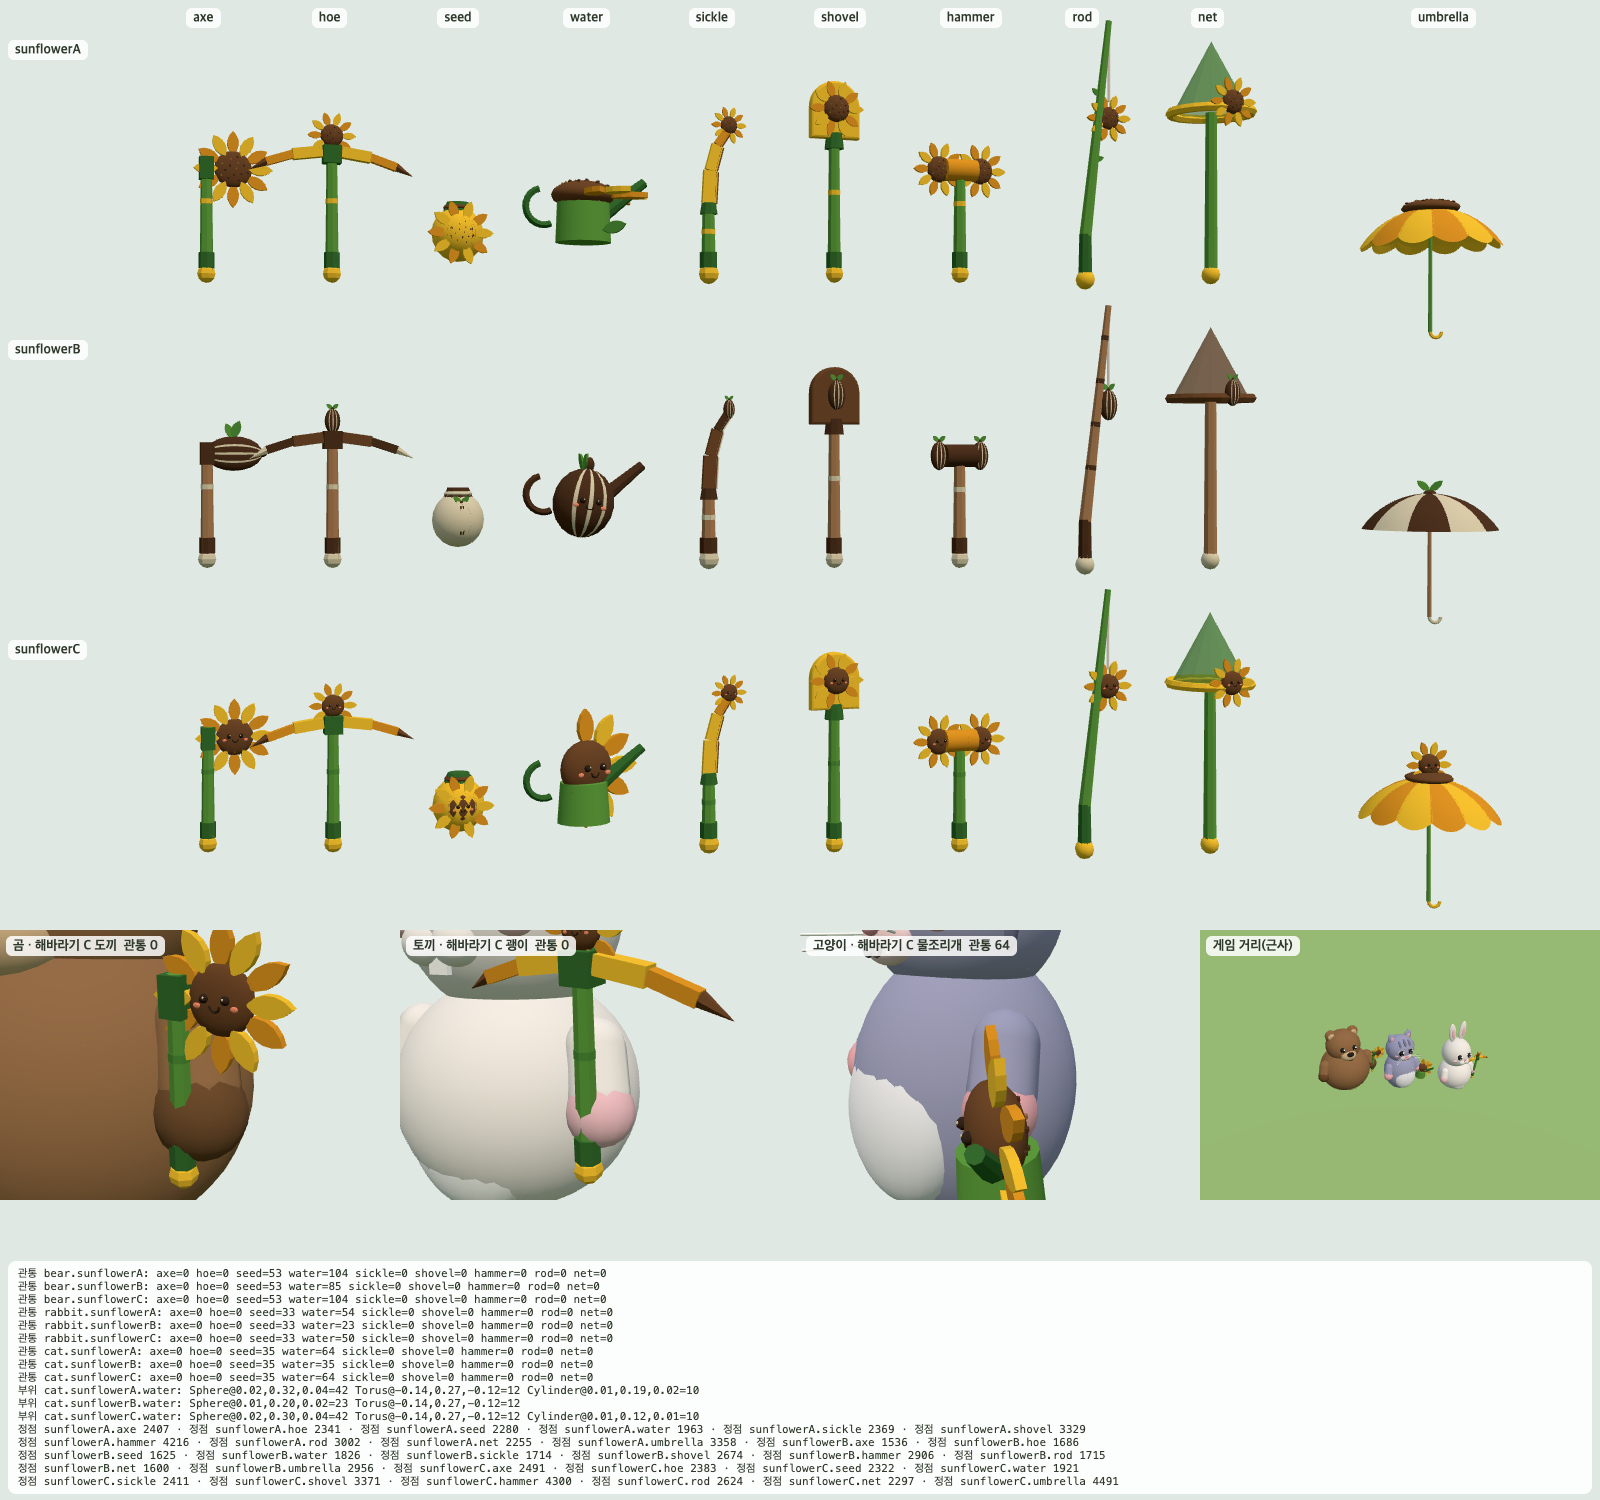 axe hoe seed water sickle shovel hammer rod net umbrella
sunflowerA
sunflowerB
sunflowerC
곰 · 해바라기 C 도끼 관통 0
토끼 · 해바라기 C 괭이 관통 0
고양이 · 해바라기 C 물조리개 관통 64
게임 거리(근사)
관통 bear.sunflowerA: axe=0 hoe=0 seed=53 water=104 sickle=0 shovel=0 hammer=0 rod=0 net=0
관통 bear.sunflowerB: axe=0 hoe=0 seed=53 water=85 sickle=0 shovel=0 hammer=0 rod=0 net=0
관통 bear.sunflowerC: axe=0 hoe=0 seed=53 water=104 sickle=0 shovel=0 hammer=0 rod=0 net=0
관통 rabbit.sunflowerA: axe=0 hoe=0 seed=33 water=54 sickle=0 shovel=0 hammer=0 rod=0 net=0
관통 rabbit.sunflowerB: axe=0 hoe=0 seed=33 water=23 sickle=0 shovel=0 hammer=0 rod=0 net=0
관통 rabbit.sunflowerC: axe=0 hoe=0 seed=33 water=50 sickle=0 shovel=0 hammer=0 rod=0 net=0
관통 cat.sunflowerA: axe=0 hoe=0 seed=35 water=64 sickle=0 shovel=0 hammer=0 rod=0 net=0
관통 cat.sunflowerB: axe=0 hoe=0 seed=35 water=35 sickle=0 shovel=0 hammer=0 rod=0 net=0
관통 cat.sunflowerC: axe=0 hoe=0 seed=35 water=64 sickle=0 shovel=0 hammer=0 rod=0 net=0
부위 cat.sunflowerA.water: Sphere@0.02,0.32,0.04=42 Torus@−0.14,0.27,−0.12=12 Cylinder@0.01,0.19,0.02=10
부위 cat.sunflowerB.water: Sphere@0.01,0.20,0.02=23 Torus@−0.14,0.27,−0.12=12
부위 cat.sunflowerC.water: Sphere@0.02,0.30,0.04=42 Torus@−0.14,0.27,−0.12=12 Cylinder@0.01,0.12,0.01=10
정점 sunflowerA.axe 2407 · 정점 sunflowerA.hoe 2341 · 정점 sunflowerA.seed 2280 · 정점 sunflowerA.water 1963 · 정점 sunflowerA.sickle 2369 · 정점 sunflowerA.shovel 3329
정점 sunflowerA.hammer 4216 · 정점 sunflowerA.rod 3002 · 정점 sunflowerA.net 2255 · 정점 sunflowerA.umbrella 3358 · 정점 sunflowerB.axe 1536 · 정점 sunflowerB.hoe 1686
정점 sunflowerB.seed 1625 · 정점 sunflowerB.water 1826 · 정점 sunflowerB.sickle 1714 · 정점 sunflowerB.shovel 2674 · 정점 sunflowerB.hammer 2906 · 정점 sunflowerB.rod 1715
정점 sunflowerB.net 1600 · 정점 sunflowerB.umbrella 2956 · 정점 sunflowerC.axe 2491 · 정점 sunflowerC.hoe 2383 · 정점 sunflowerC.seed 2322 · 정점 sunflowerC.water 1921
정점 sunflowerC.sickle 2411 · 정점 sunflowerC.shovel 3371 · 정점 sunflowerC.hammer 4300 · 정점 sunflowerC.rod 2624 · 정점 sunflowerC.net 2297 · 정점 sunflowerC.umbrella 4491